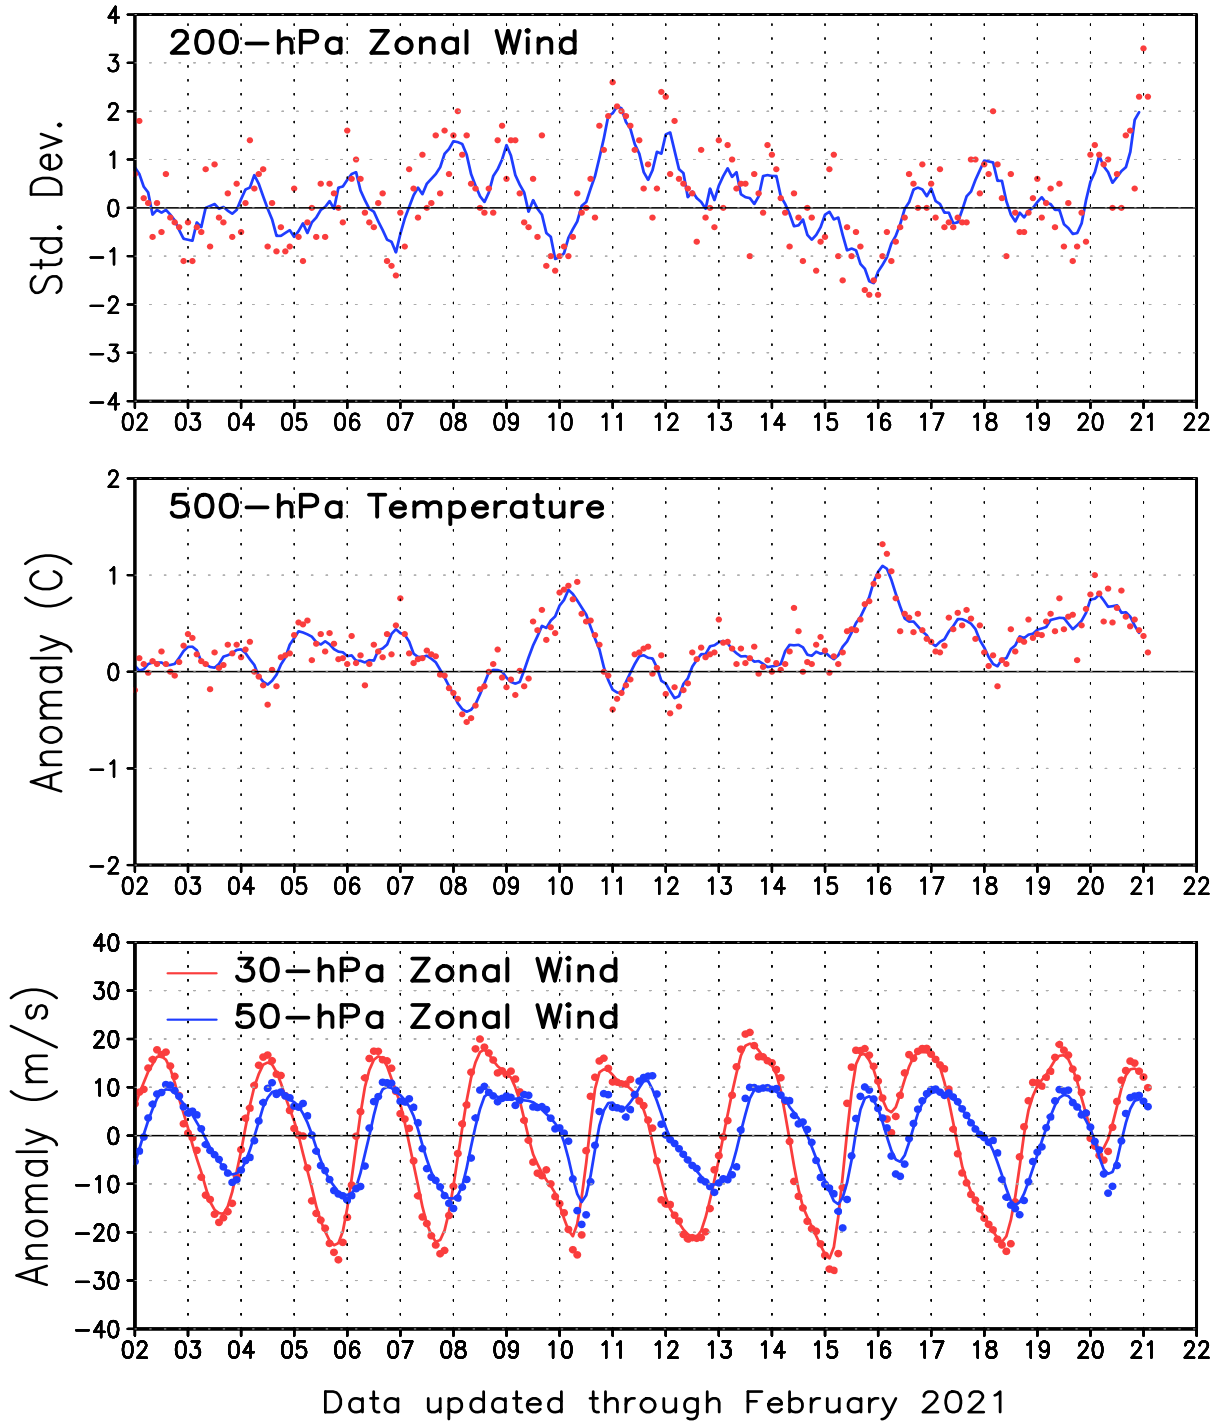 200-hPa Zonal Wind
Std. Dev.
4
3
2
1
0
-1
-2
-3
-4
02 03 04 05 06 07 08 09 10 11 12 13 14 15 16 17 18 19 20 21 22
500-hPa Temperature
Anomaly (C)
2
1
0
-1
-2
02 03 04 05 06 07 08 09 10 11 12 13 14 15 16 17 18 19 20 21 22
30-hPa Zonal Wind
50-hPa Zonal Wind
Anomaly (m/s)
40
30
20
10
0
-10
-20
-30
-40
02 03 04 05 06 07 08 09 10 11 12 13 14 15 16 17 18 19 20 21 22
Data updated through February 2021